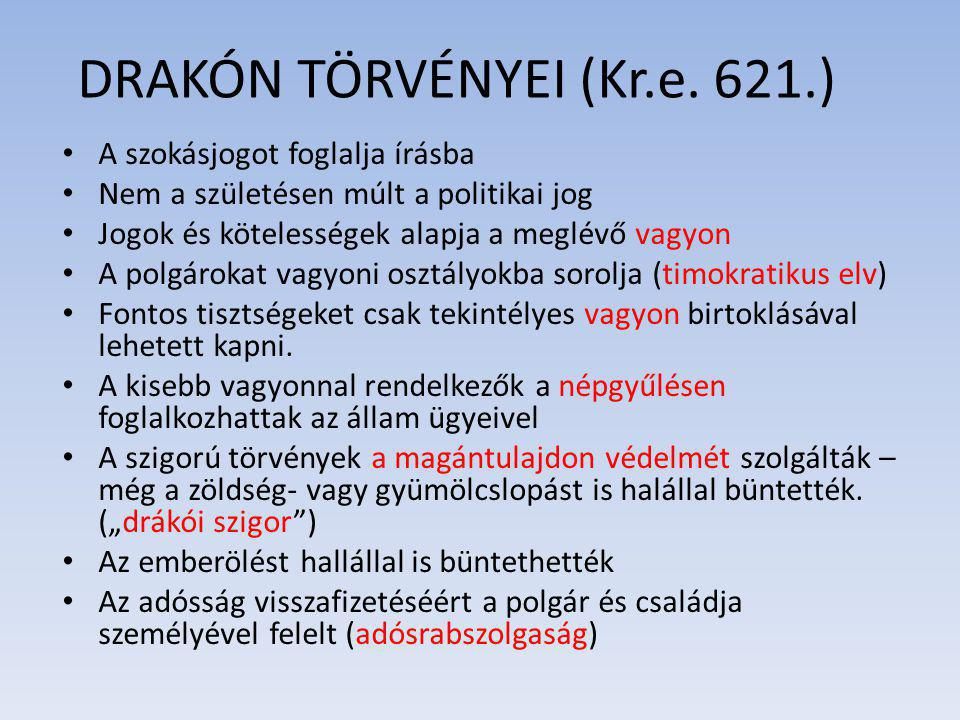 DRAKÓN TÖRVÉNYEI (Kr.e. 621.)
• A szokásjogot foglalja írásba
• Nem a születésen múlt a politikai jog
• Jogok és kötelességek alapja a meglévő vagyon
• A polgárokat vagyoni osztályokba sorolja (timokratikus elv)
• Fontos tisztségeket csak tekintélyes vagyon birtoklásával
lehetett kapni.
• A kisebb vagyonnal rendelkezők a népgyűlésen
foglalkozhattak az állam ügyeivel
• A szigorú törvények a magántulajdon védelmét szolgálták –
még a zöldség- vagy gyümölcslopást is halállal büntették.
(„drákói szigor”)
• Az emberölést hallállal is büntethették
• Az adósság visszafizetéséért a polgár és családja
személyével felelt (adósrabszolgaság)